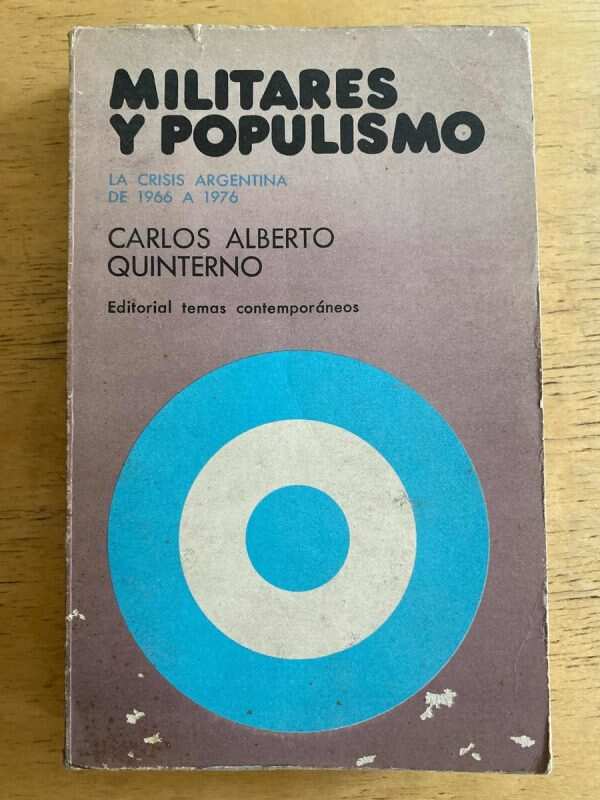 MILITARES
Y POPULISMO
LA CRISIS ARGENTINA
DE 1966 A 1976
CARLOS ALBERTO
QUINTERNO
Editorial temas contemporáneos